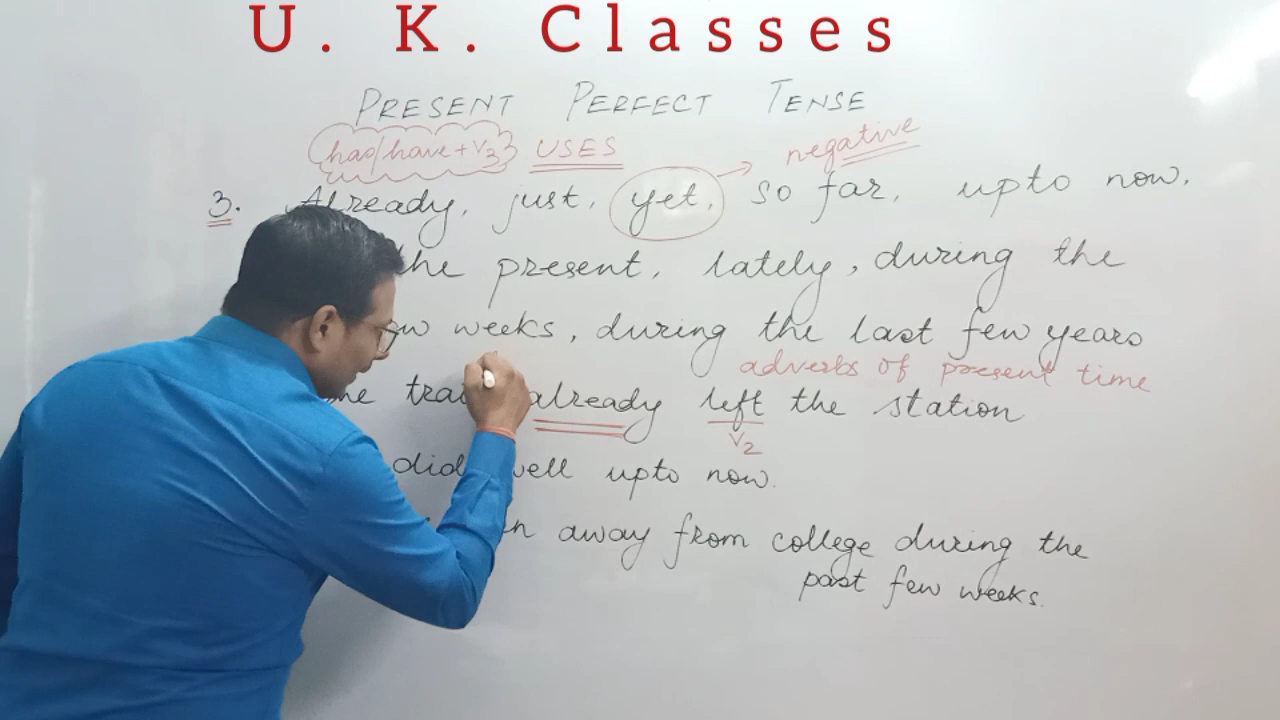 U. K. Classes
PRESENT PERFECT TENSE
has/have + V3 USES negative
3. Already, just, yet, so far, upto now,
the present, lately, during the
weeks, during the last few years
adverbs of present time
already left the station
V2
did well upto now.
away from college during the
past few weeks.